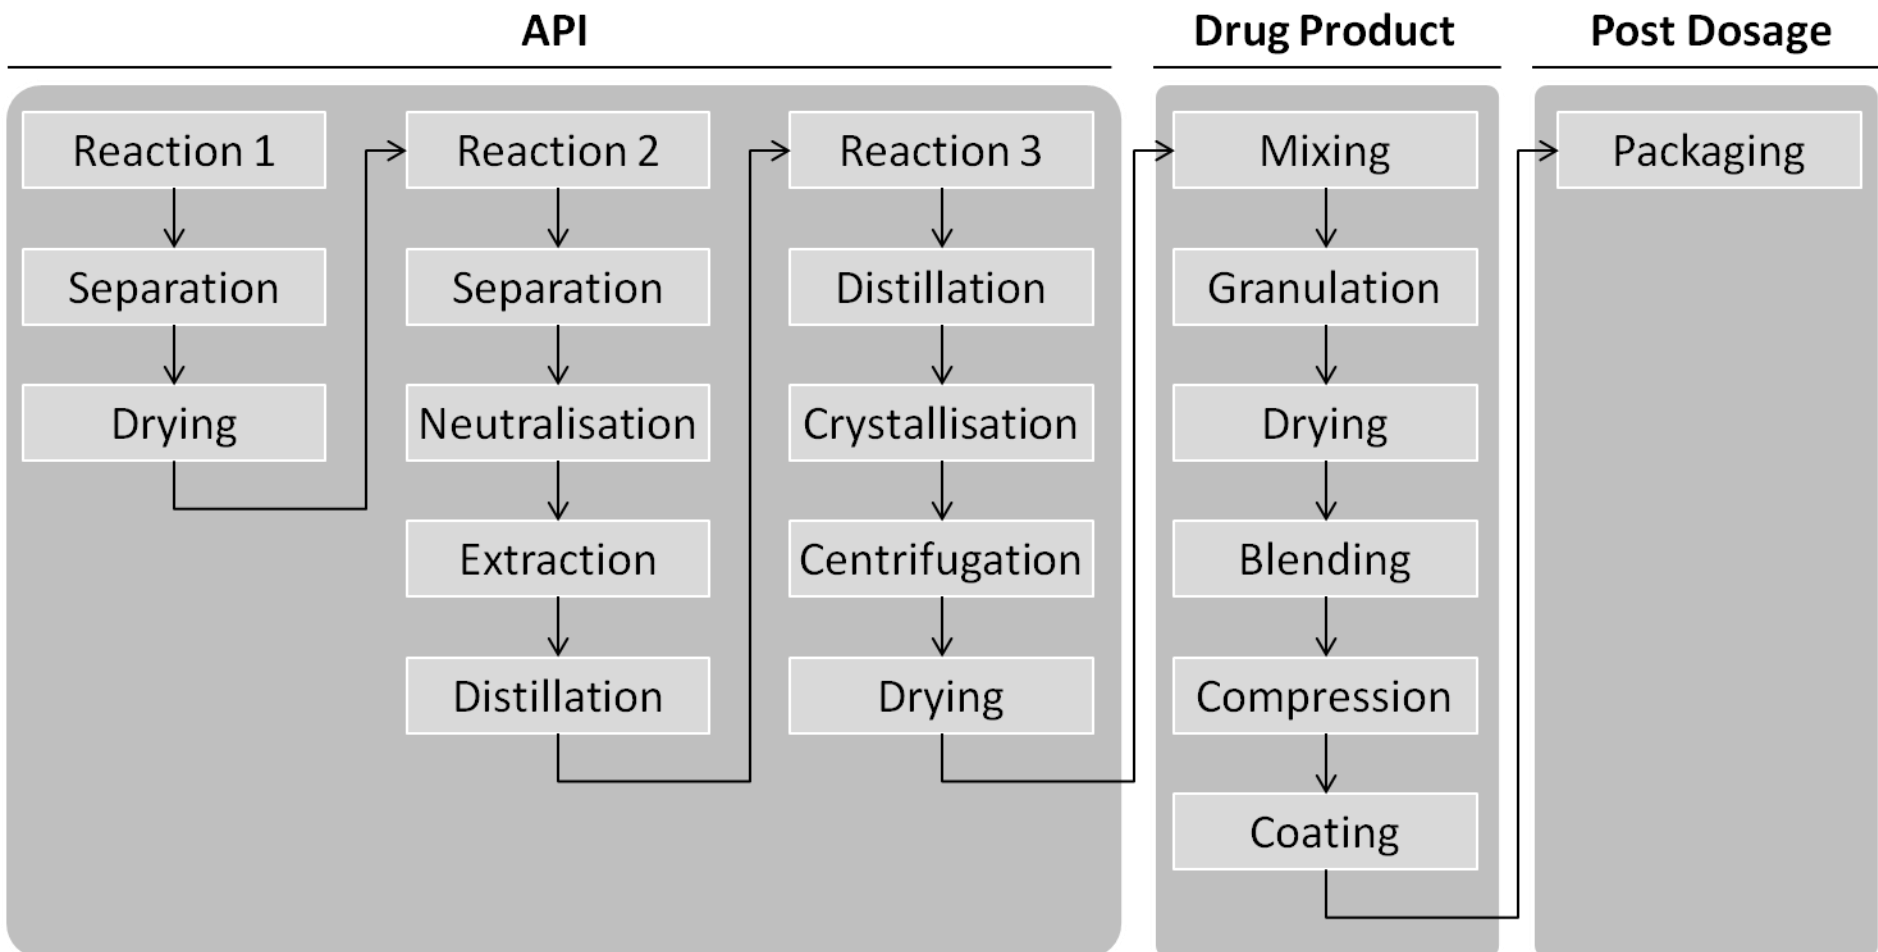 API
Reaction 1
Separation
Drying
Reaction 2
Separation
Neutralisation
Extraction
Distillation
Reaction 3
Distillation
Crystallisation
Centrifugation
Drying
Drug Product
Mixing
Granulation
Drying
Blending
Compression
Coating
Post Dosage
Packaging